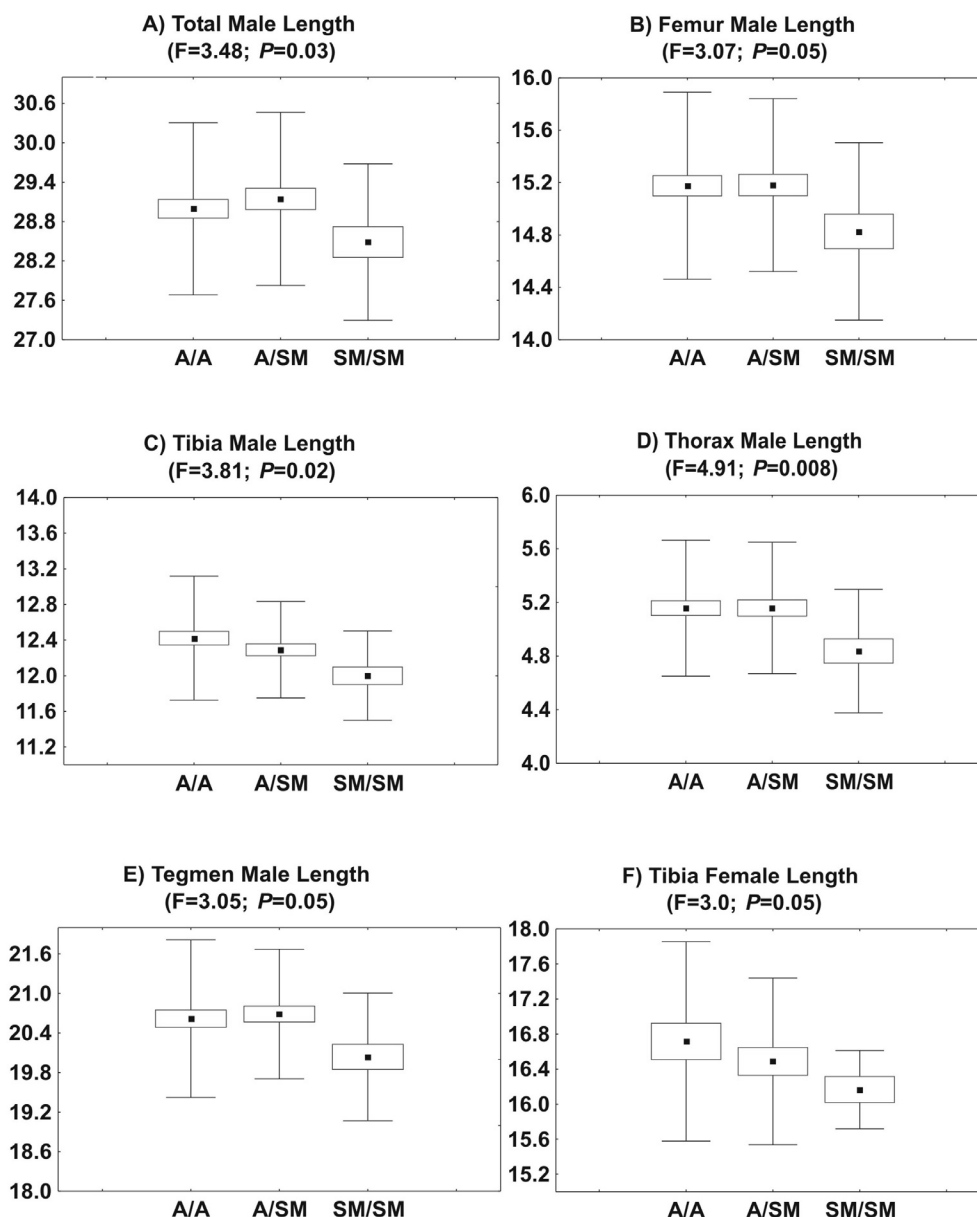 A) Total Male Length
(F=3.48; P=0.03)
30.6
30.0
29.4
28.8
28.2
27.6
27.0
A/A A/SM SM/SM
B) Femur Male Length
(F=3.07; P=0.05)
16.0
15.6
15.2
14.8
14.4
14.0
A/A A/SM SM/SM
C) Tibia Male Length
(F=3.81; P=0.02)
14.0
13.6
13.2
12.8
12.4
12.0
11.6
11.2
A/A A/SM SM/SM
D) Thorax Male Length
(F=4.91; P=0.008)
6.0
5.6
5.2
4.8
4.4
4.0
A/A A/SM SM/SM
E) Tegmen Male Length
(F=3.05; P=0.05)
21.6
21.0
20.4
19.8
19.2
18.6
18.0
A/A A/SM SM/SM
F) Tibia Female Length
(F=3.0; P=0.05)
18.0
17.6
17.2
16.8
16.4
16.0
15.6
15.2
A/A A/SM SM/SM